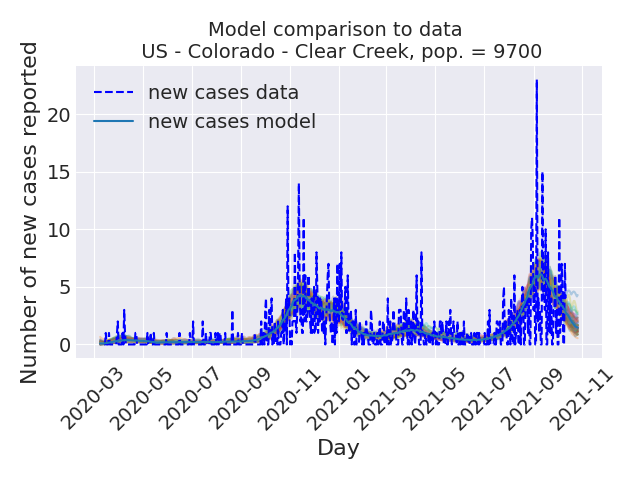 Model comparison to data
US - Colorado - Clear Creek, pop. = 9700
Number of new cases reported
new cases data
new cases model
20
15
10
5
0
2020-03
2020-05
2020-07
2020-09
2020-11
2021-01
2021-03
2021-05
2021-07
2021-09
2021-11
Day